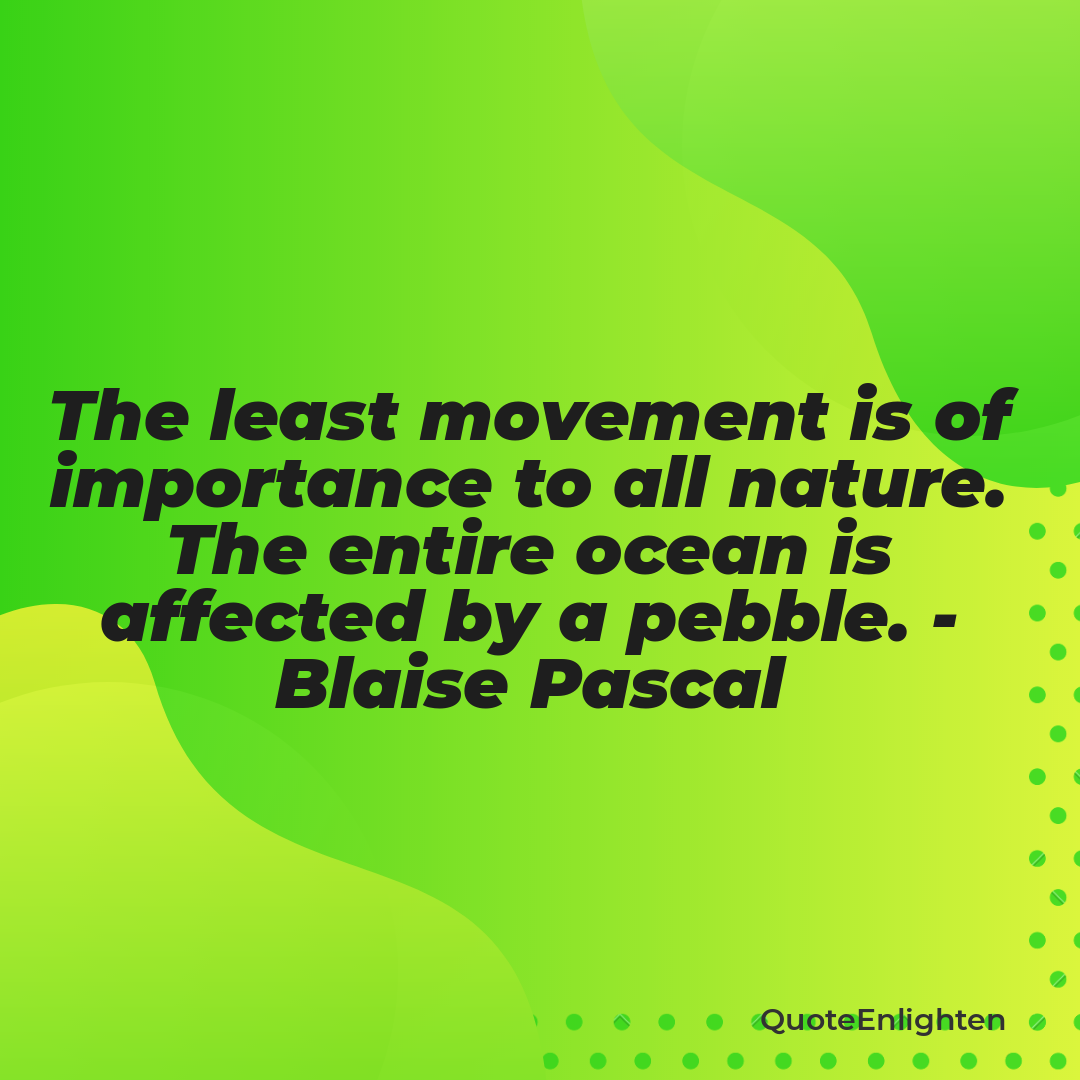 The least movement is of
importance to all nature.
The entire ocean is
affected by a pebble. -
Blaise Pascal
QuoteEnlighten